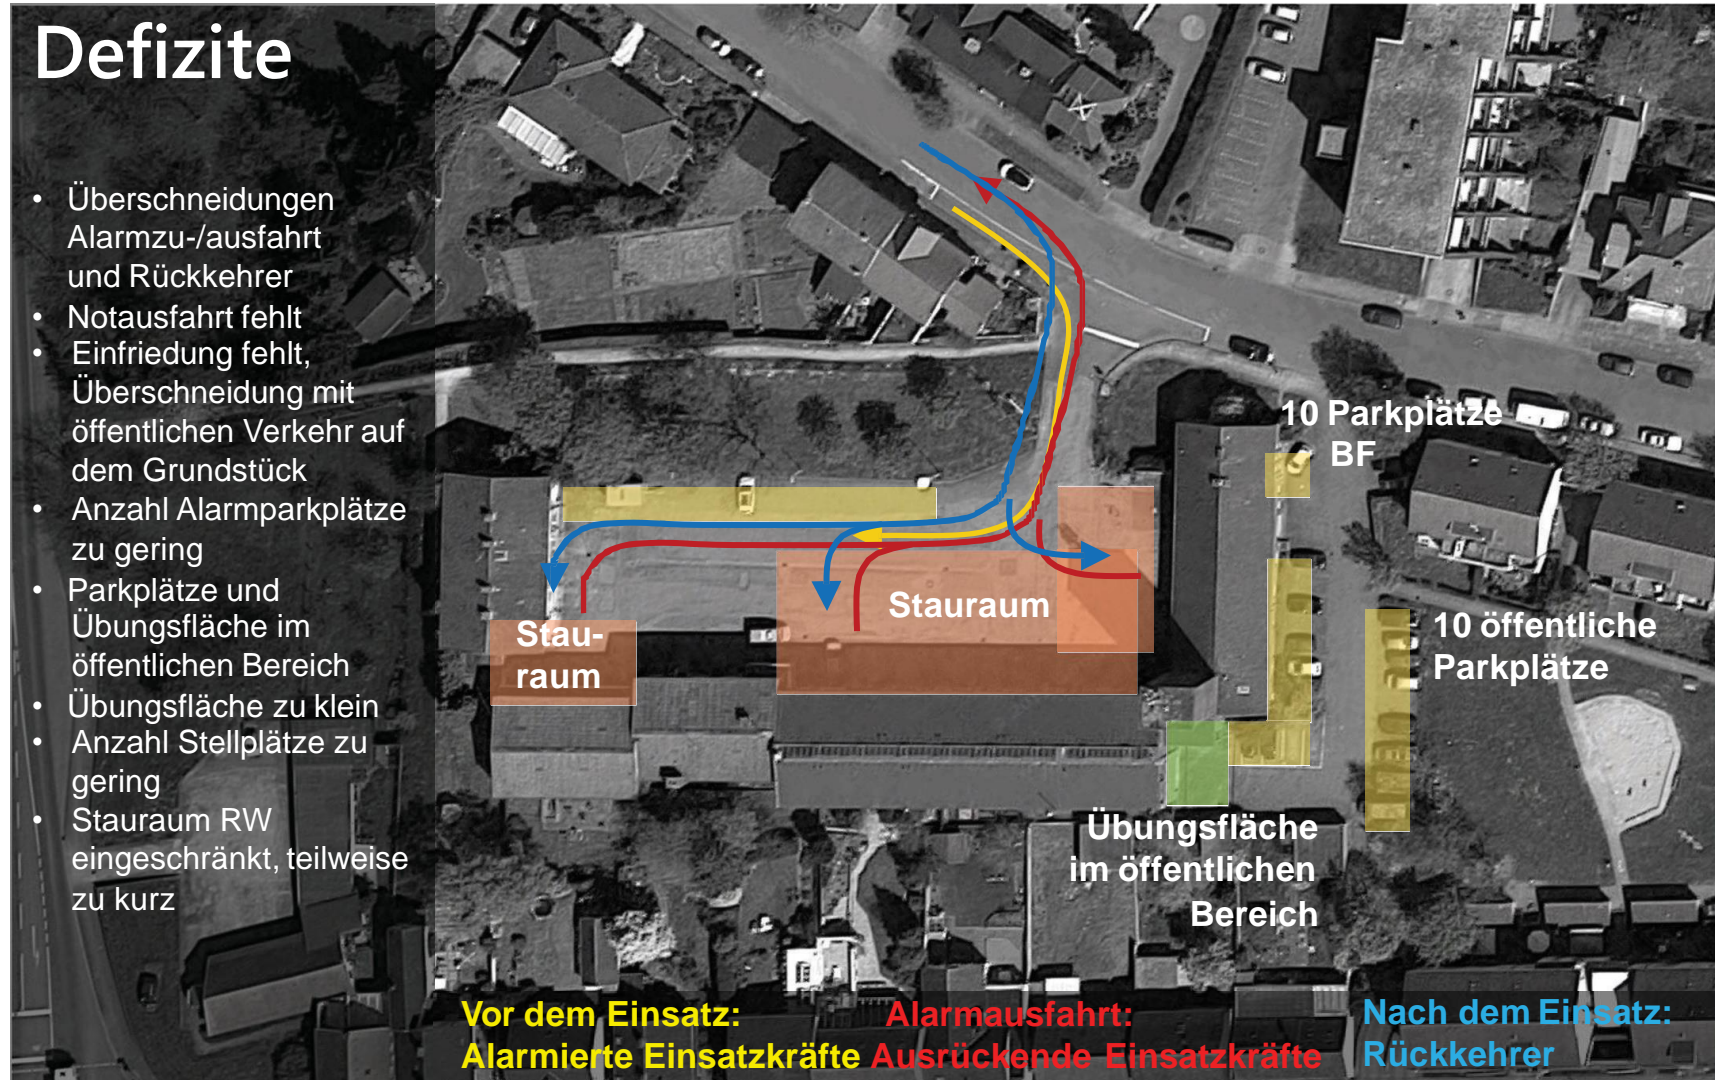 Defizite
• Überschneidungen
Alarmzu-/ausfahrt
und Rückkehrer
• Notausfahrt fehlt
• Einfriedung fehlt,
Überschneidung mit
öffentlichen Verkehr auf
dem Grundstück
• Anzahl Alarmparkplätze
zu gering
• Parkplätze und
Übungsfläche im
öffentlichen Bereich
• Übungsfläche zu klein
• Anzahl Stellplätze zu
gering
• Stauraum RW
eingeschränkt, teilweise
zu kurz
10 Parkplätze
BF
Stauraum
Stau-
raum
10 öffentliche
Parkplätze
Übungsfläche
im öffentlichen
Bereich
Vor dem Einsatz:
Alarmierte Einsatzkräfte
Alarmausfahrt:
Ausrückende Einsatzkräfte
Nach dem Einsatz:
Rückkehrer